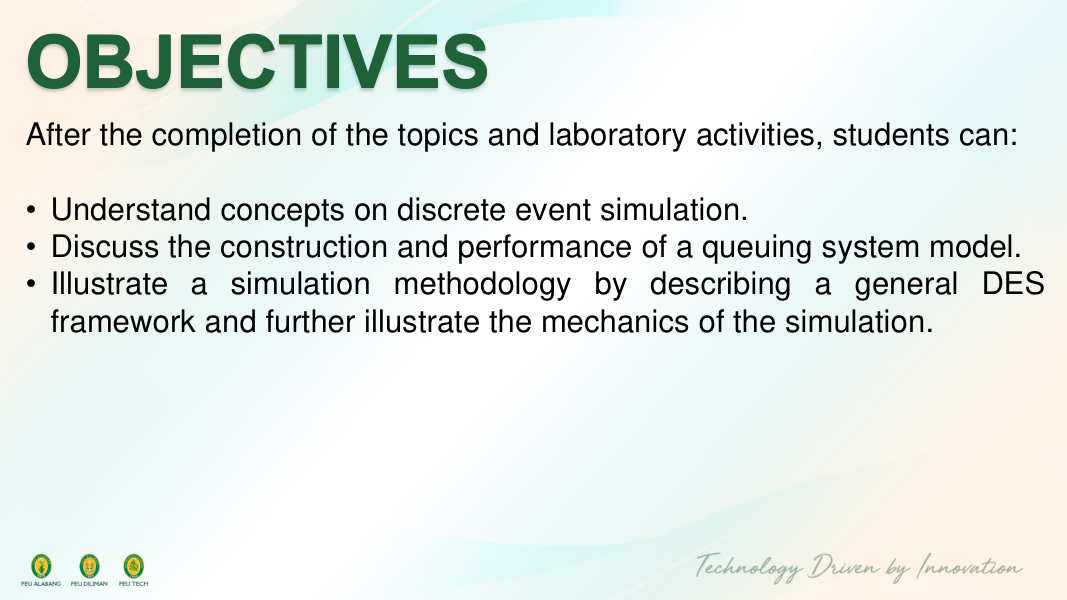 OBJECTIVES
After the completion of the topics and laboratory activities, students can:
• Understand concepts on discrete event simulation.
• Discuss the construction and performance of a queuing system model.
• Illustrate a simulation methodology by describing a general DES
framework and further illustrate the mechanics of the simulation.
FEU ALABANG FEU DILIMAN FEU TECH
Technology Driven by Innovation